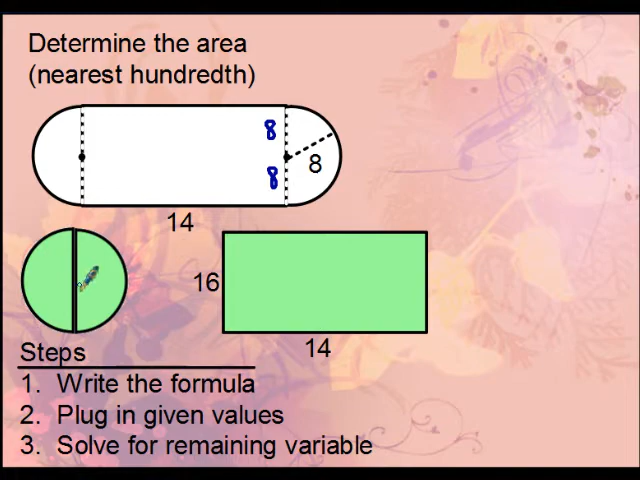 Determine the area
(nearest hundredth)
8
8
8
14
16
14
Steps
1. Write the formula
2. Plug in given values
3. Solve for remaining variable